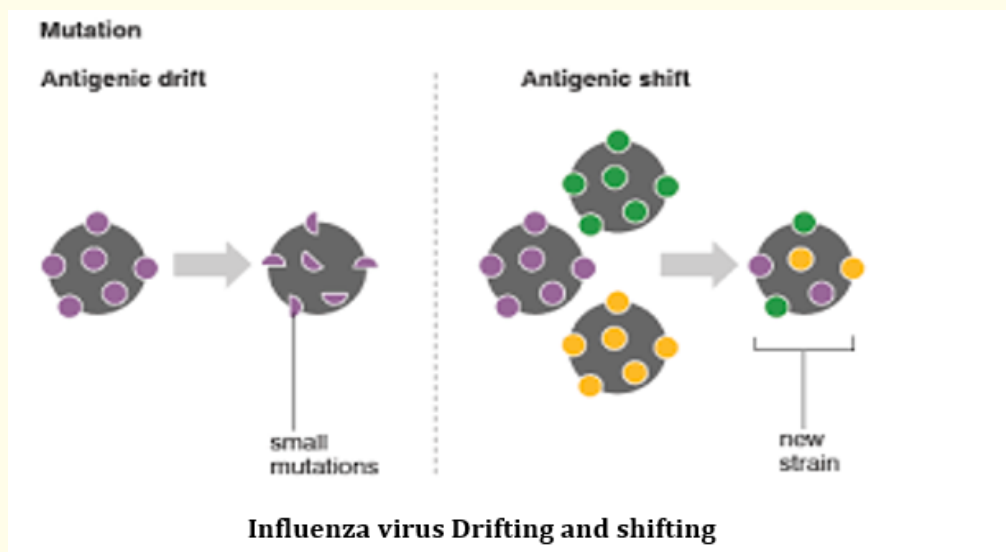 Mutation
Antigenic drift
Antigenic shift
small
mutations
new
strain
Influenza virus Drifting and shifting